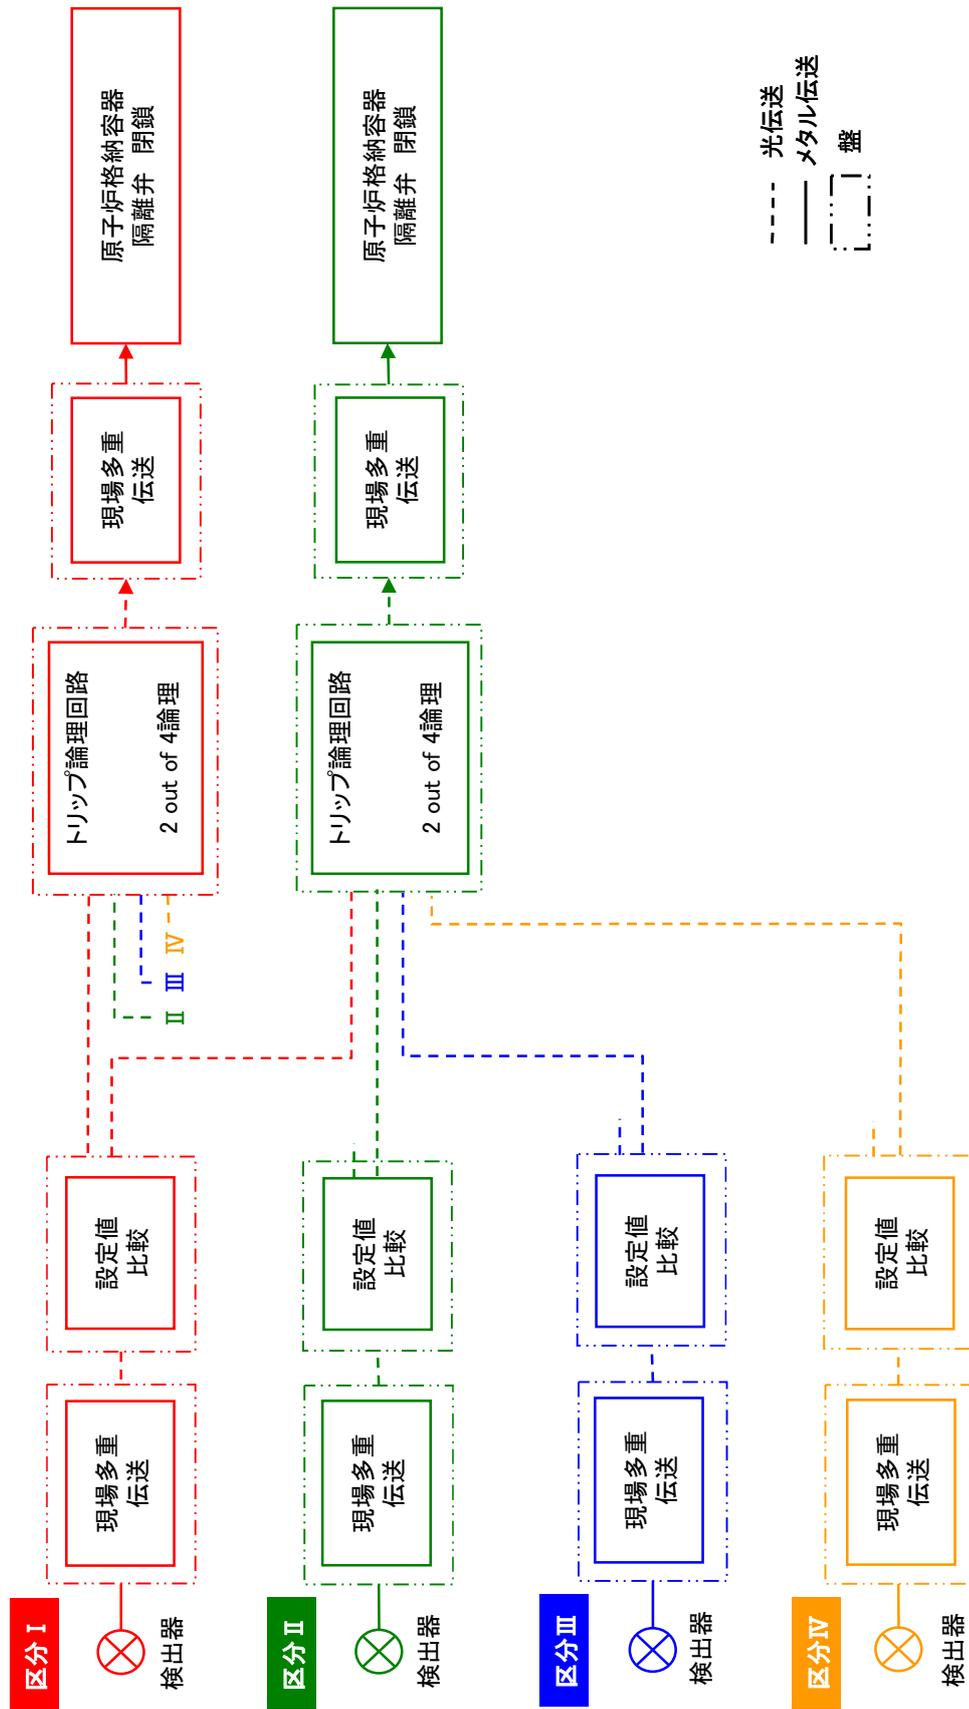 区分Ⅰ
検出器
現場多重
伝送
設定値
比較
Ⅱ
Ⅲ
Ⅳ
トリップ論理回路
2 out of 4論理
現場多重
伝送
原子炉格納容器
隔離弁　閉鎖
区分Ⅱ
検出器
現場多重
伝送
設定値
比較
トリップ論理回路
2 out of 4論理
現場多重
伝送
原子炉格納容器
隔離弁　閉鎖
区分Ⅲ
検出器
現場多重
伝送
設定値
比較
区分Ⅳ
検出器
現場多重
伝送
設定値
比較
光伝送
メタル伝送
盤